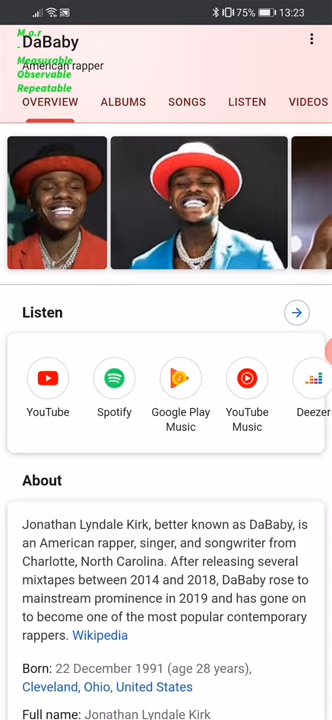 75% 13:23
M.o.r
DaBaby
-
Measurable
American rapper
Observable
Repeatable
OVERVIEW ALBUMS SONGS LISTEN VIDEOS
Listen
YouTube Spotify Google Play Music YouTube Music Deezer
About
Jonathan Lyndale Kirk, better known as DaBaby, is
an American rapper, singer, and songwriter from
Charlotte, North Carolina. After releasing several
mixtapes between 2014 and 2018, DaBaby rose to
mainstream prominence in 2019 and has gone on
to become one of the most popular contemporary
rappers. Wikipedia
Born: 22 December 1991 (age 28 years),
Cleveland, Ohio, United States
Full name: Jonathan Lyndale Kirk